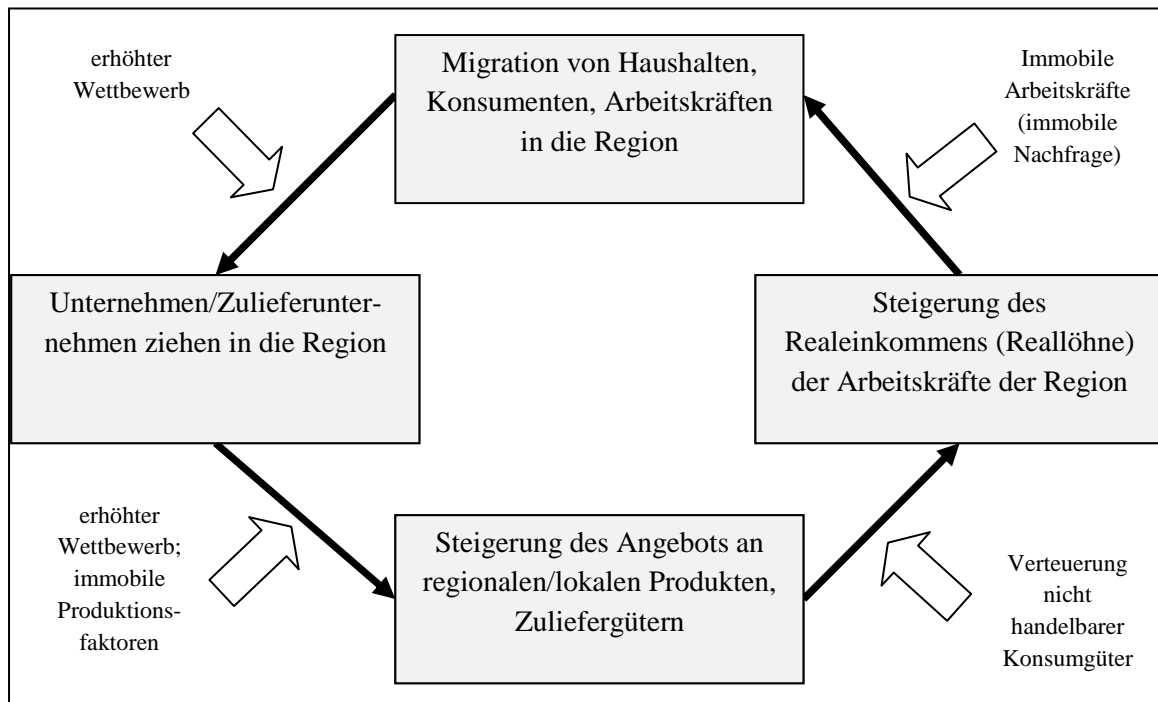 erhöhter
Wettbewerb
Migration von Haushalten,
Konsumenten, Arbeitskräften
in die Region
Immobile
Arbeitskräfte
(immobile
Nachfrage)
Unternehmen/Zulieferunter-
nehmen ziehen in die Region
Steigerung des
Realeinkommens (Reallöhne)
der Arbeitskräfte der Region
erhöhter
Wettbewerb;
immobile
Produktions-
faktoren
Steigerung des Angebots an
regionalen/lokalen Produkten,
Zuliefergütern
Verteuerung
nicht
handelbarer
Konsumgüter